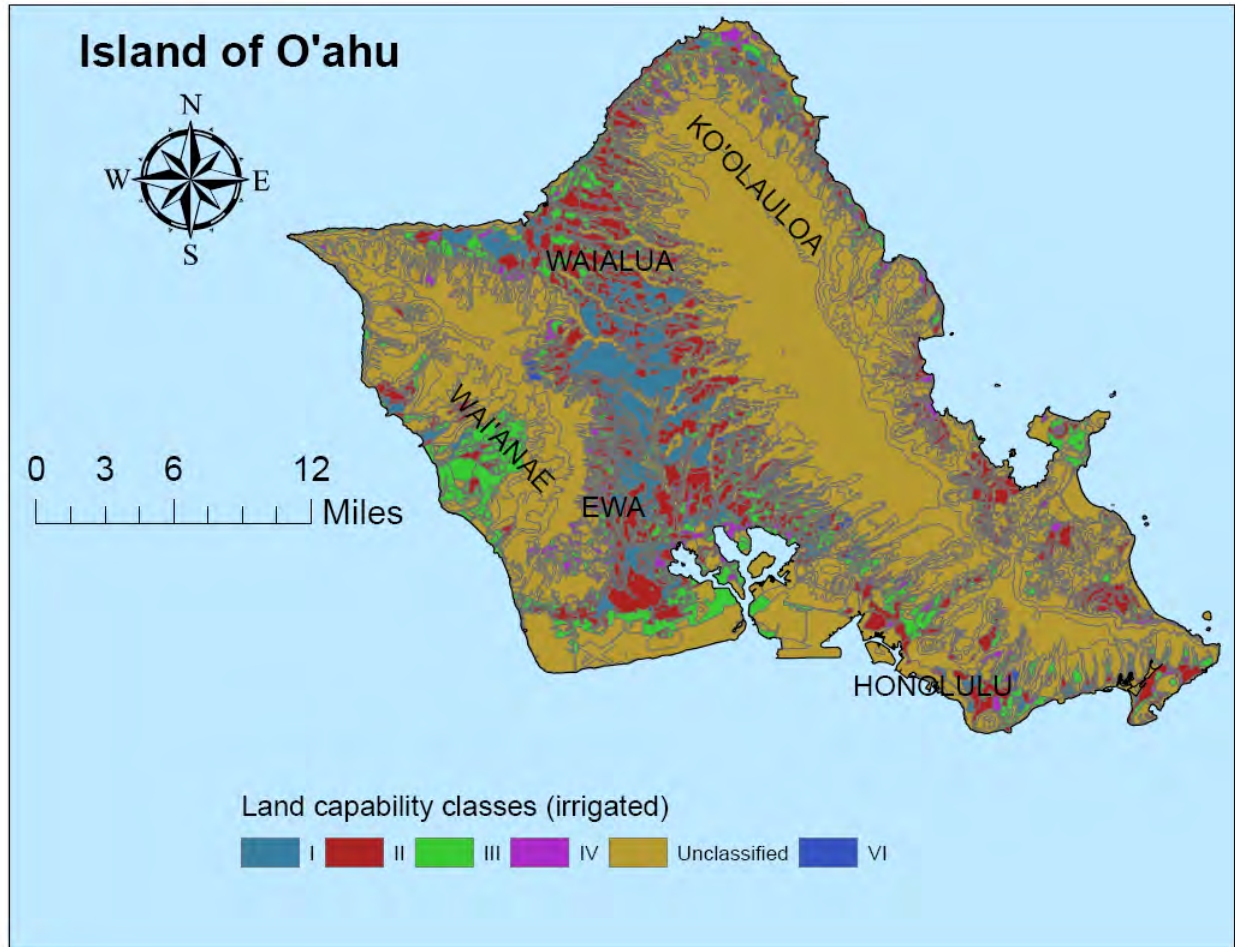 Island of O'ahu
N
W E
S
KO'OLAULOA
WAIALUA
WAI'ANAE
0 3 6 12
Miles
EWA
HONOLULU
Land capability classes (irrigated)
I II III IV Unclassified VI